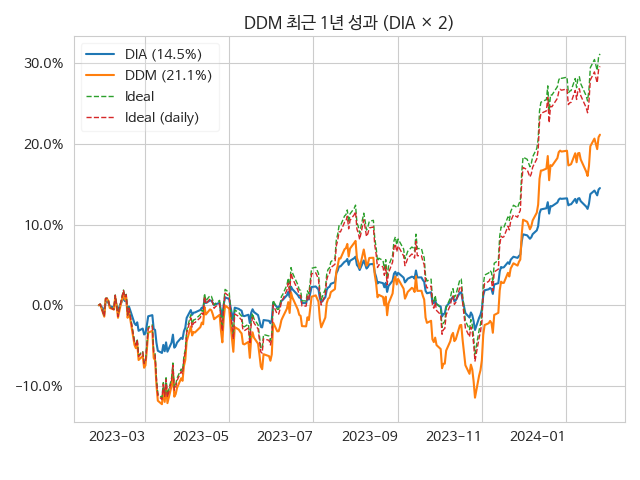 DDM 최근 1년 성과 (DIA × 2)
DIA (14.5%)
DDM (21.1%)
Ideal
Ideal (daily)
30.0%
20.0%
10.0%
0.0%
−10.0%
2023−03 2023−05 2023−07 2023−09 2023−11 2024−01